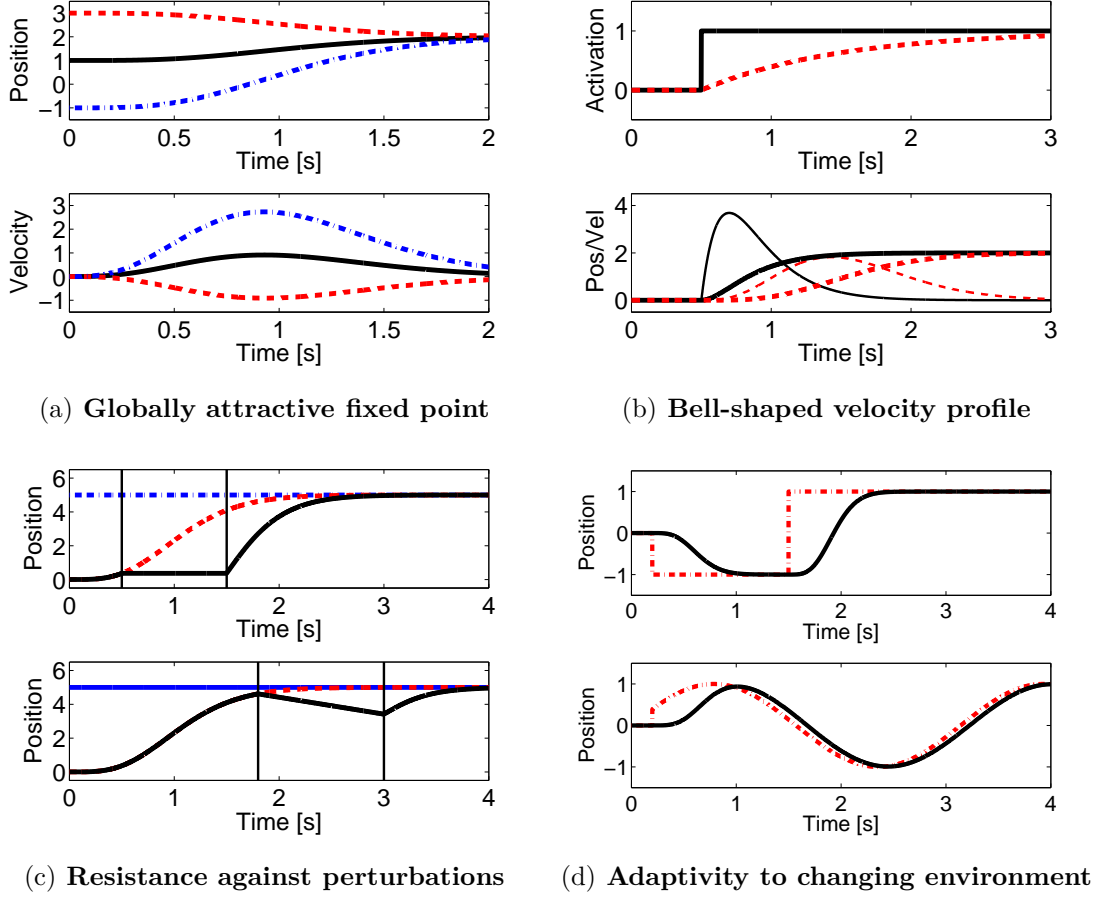 Position
3
2
1
0
−1
0 0.5 1 1.5 2
Time [s]
Velocity
3
2
1
0
−1
0 0.5 1 1.5 2
Time [s]
(a) Globally attractive fixed point
Activation
1
0
0 1 2 3
Time [s]
Pos/Vel
4
2
0
0 1 2 3
Time [s]
(b) Bell-shaped velocity profile
Position
6
4
2
0
0 1 2 3 4
Time [s]
Position
6
4
2
0
0 1 2 3 4
Time [s]
(c) Resistance against perturbations
Position
1
0
−1
0 1 2 3 4
Time [s]
Position
1
0
−1
0 1 2 3 4
Time [s]
(d) Adaptivity to changing environment